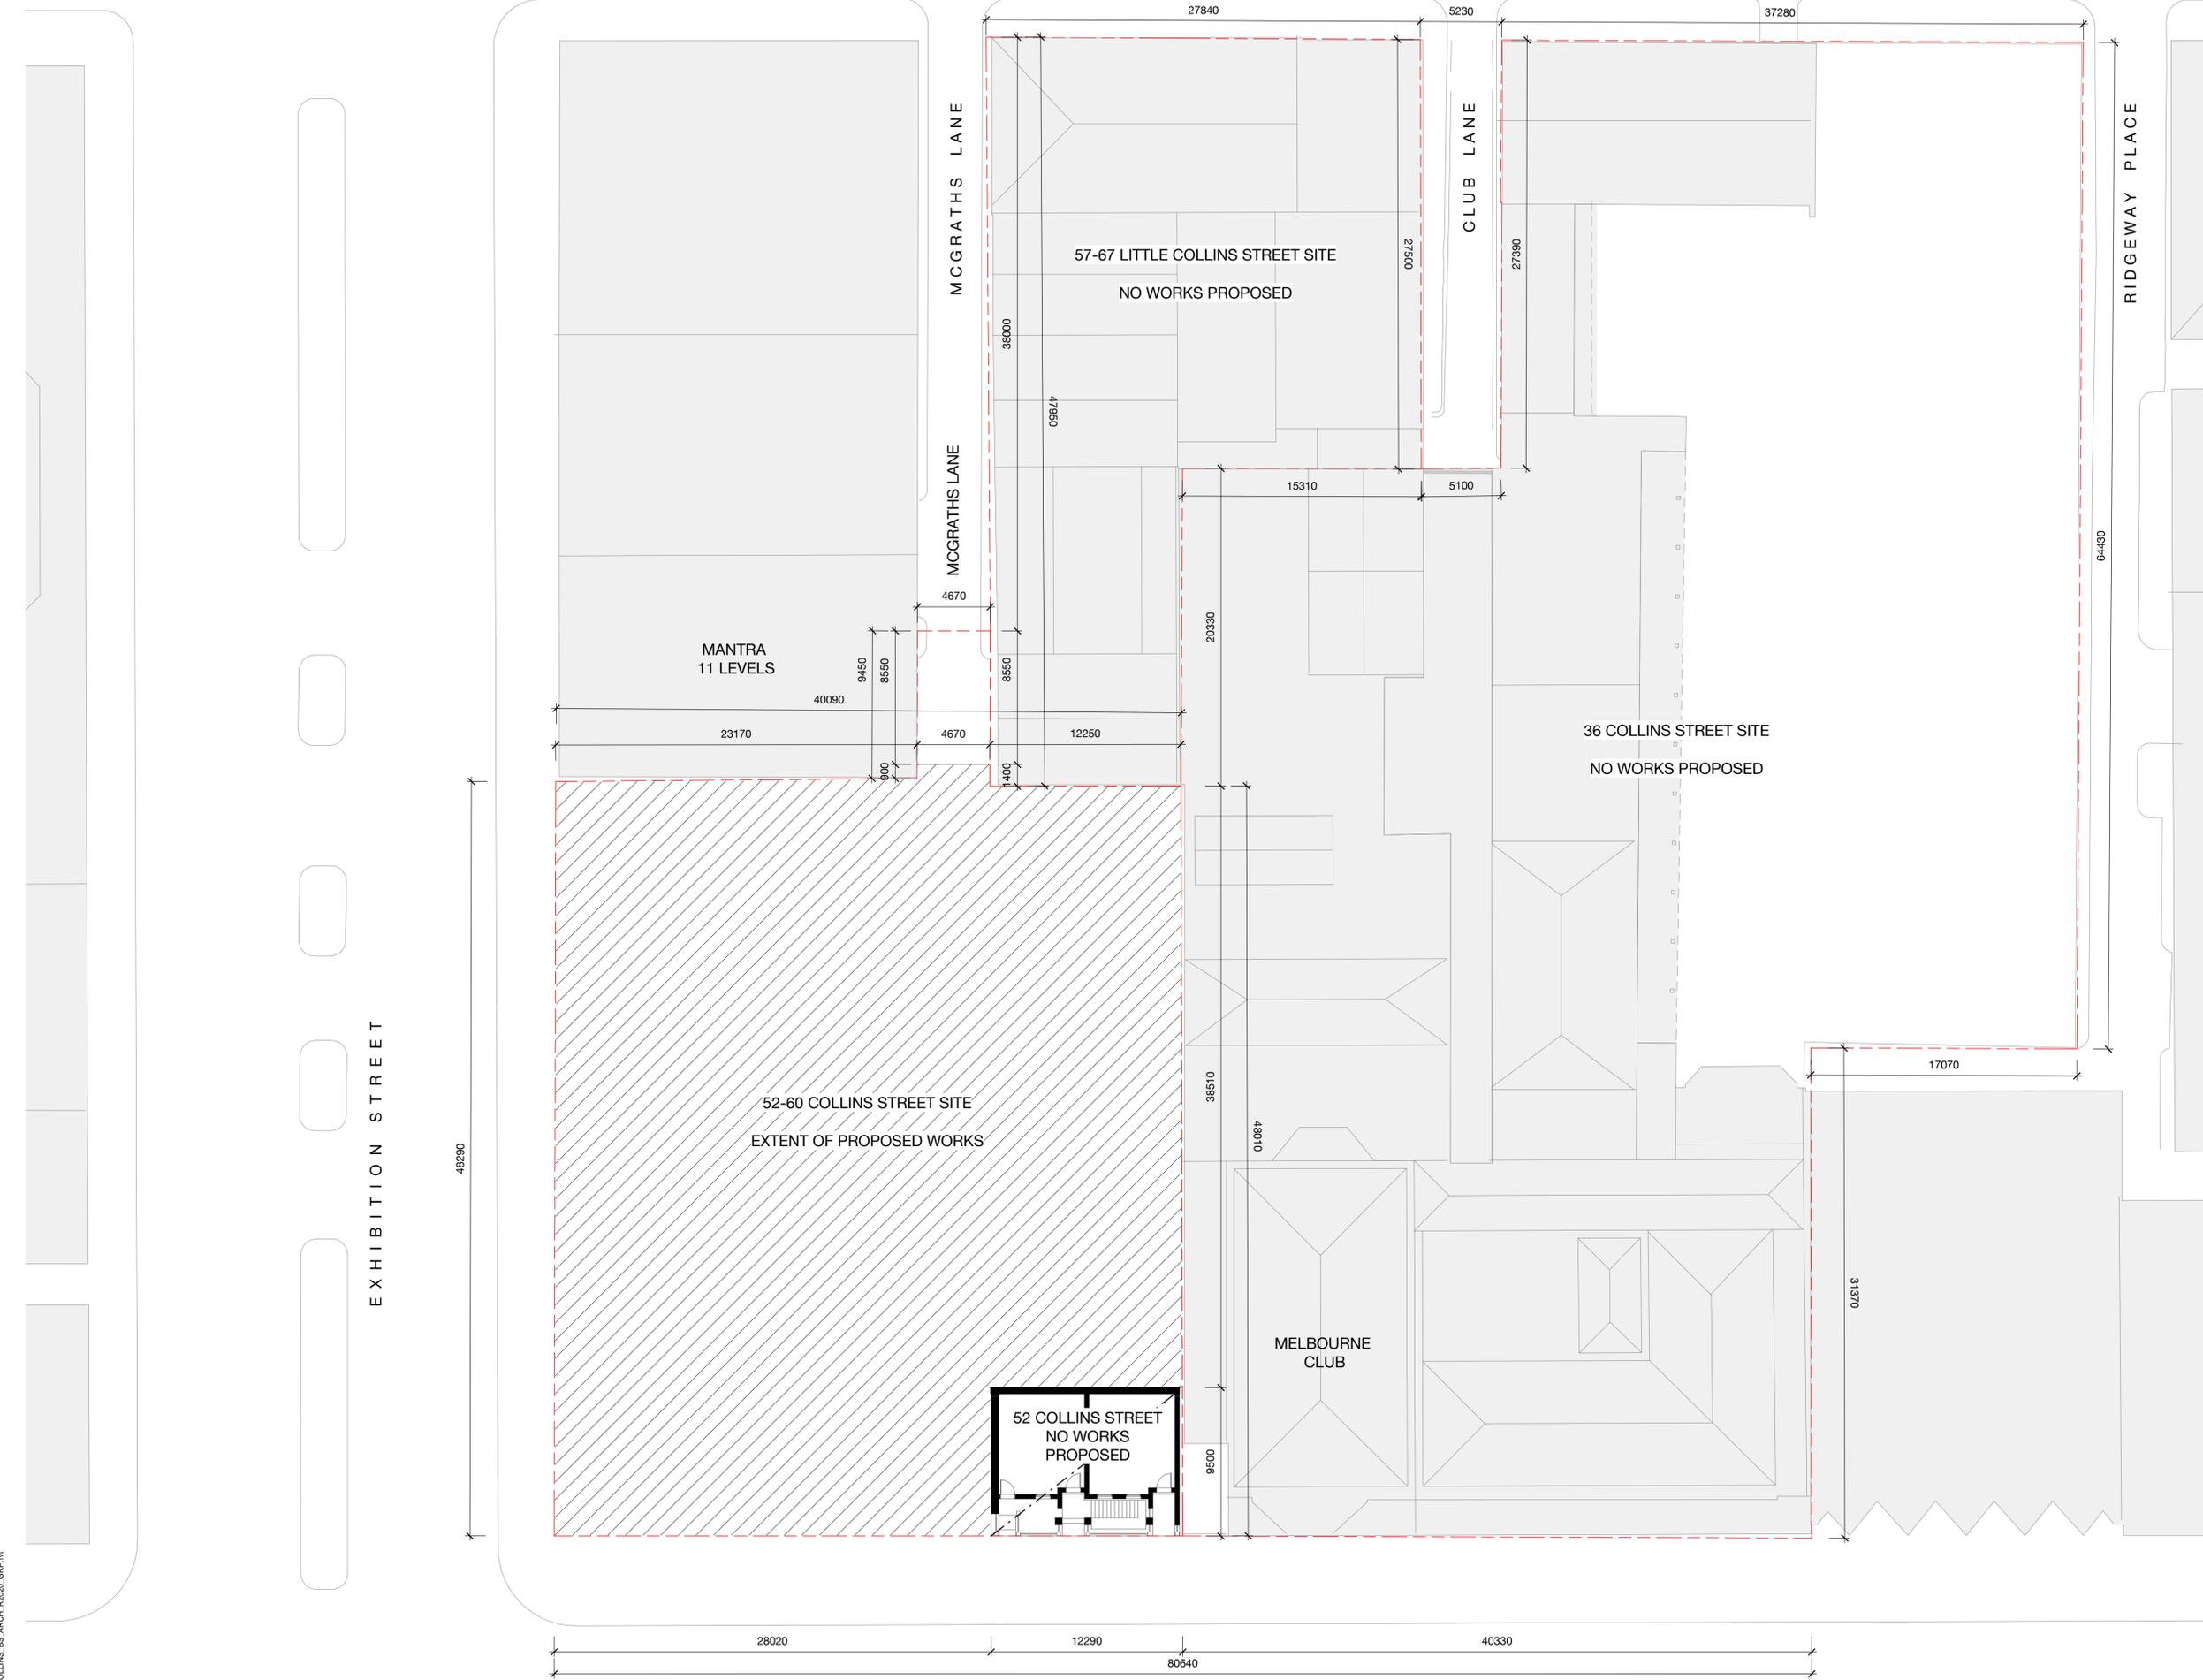 27840
5230
37280
MCGRATHS LANE
CLUB LANE
RIDGEWAY PLACE
57-67 LITTLE COLLINS STREET SITE
NO WORKS PROPOSED
27500
27390
38000
47950
MCGRATHS LANE
15310
5100
64430
4670
20330
MANTRA
11 LEVELS
9450
8550
8550
40090
23170
4670
12250
900
1400
36 COLLINS STREET SITE
NO WORKS PROPOSED
17070
52-60 COLLINS STREET SITE
EXTENT OF PROPOSED WORKS
EXHIBITION STREET
48290
38510
48010
31370
MELBOURNE
CLUB
52 COLLINS STREET
NO WORKS
PROPOSED
9500
28020
12290
40330
80640